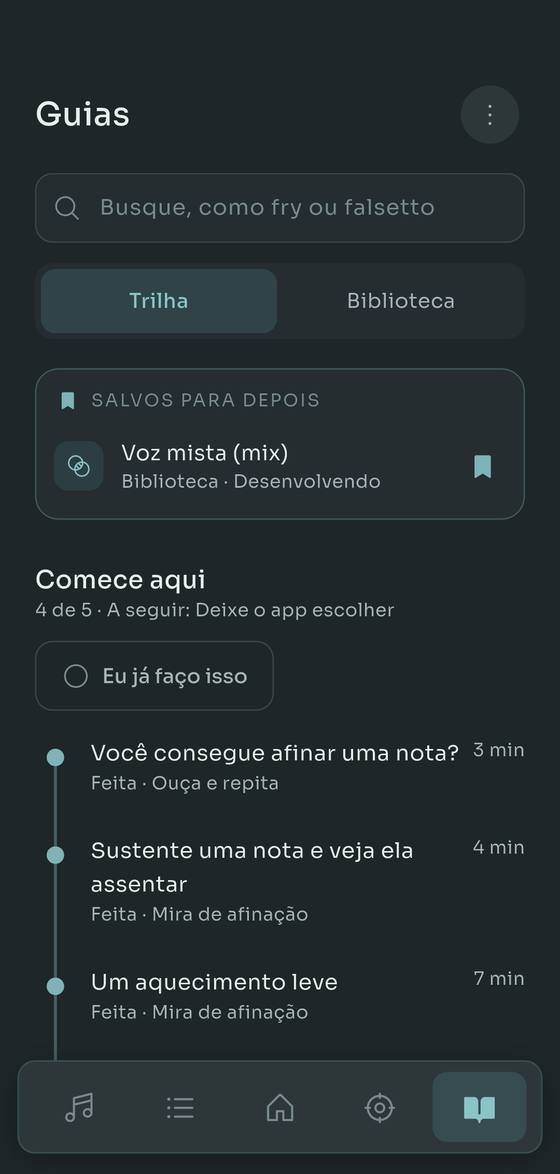 Guias
Busque, como fry ou falsetto
Trilha
Biblioteca
SALVOS PARA DEPOIS
Voz mista (mix)
Biblioteca · Desenvolvendo
Comece aqui
4 de 5 · A seguir: Deixe o app escolher
Eu já faço isso
Você consegue afinar uma nota? 3 min
Feita · Ouça e repita
Sustente uma nota e veja ela 4 min
assentar
Feita · Mira de afinação
Um aquecimento leve 7 min
Feita · Mira de afinação